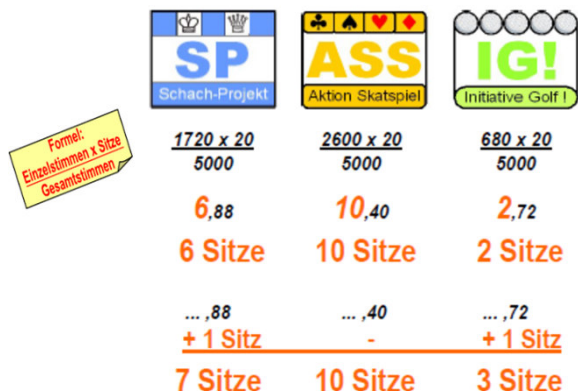 SP
Schach-Projekt
ASS
Aktion Skatspiel
IG!
Initiative Golf !
Formel:
Einzelstimmen x Sitze
Gesamtstimmen
1720 x 20
5000
2600 x 20
5000
680 x 20
5000
6,88
10,40
2,72
6 Sitze
10 Sitze
2 Sitze
... ,88
... ,40
... ,72
+ 1 Sitz
-
+ 1 Sitz
7 Sitze
10 Sitze
3 Sitze